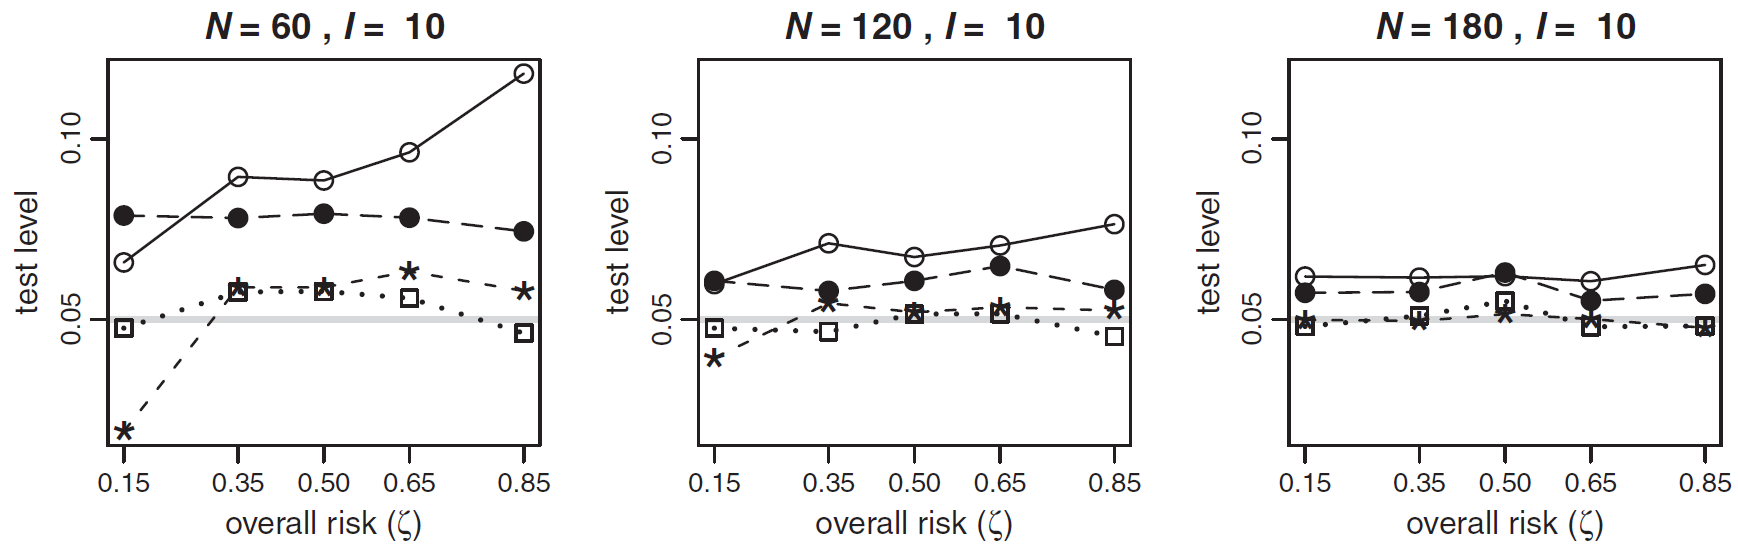 N = 60 , I = 10
test level
0.10
0.05
0.15 0.35 0.50 0.65 0.85
overall risk (ζ)
N = 120 , I = 10
test level
0.10
0.05
0.15 0.35 0.50 0.65 0.85
overall risk (ζ)
N = 180 , I = 10
test level
0.10
0.05
0.15 0.35 0.50 0.65 0.85
overall risk (ζ)